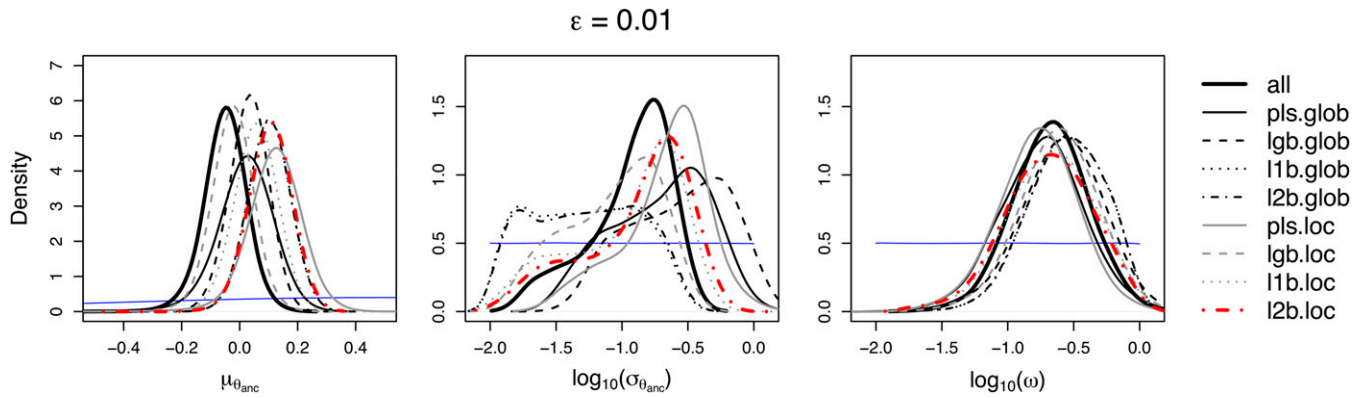 ε = 0.01
Density
0 1 2 3 4 5 6 7
−0.4 −0.2 0.0 0.2 0.4
μθanc
0.0 0.5 1.0 1.5
−2.0 −1.5 −1.0 −0.5 0.0
log10(σθanc)
0.0 0.5 1.0 1.5
−2.0 −1.5 −1.0 −0.5 0.0
log10(ω)
all
pls.glob
lgb.glob
l1b.glob
l2b.glob
pls.loc
lgb.loc
l1b.loc
l2b.loc